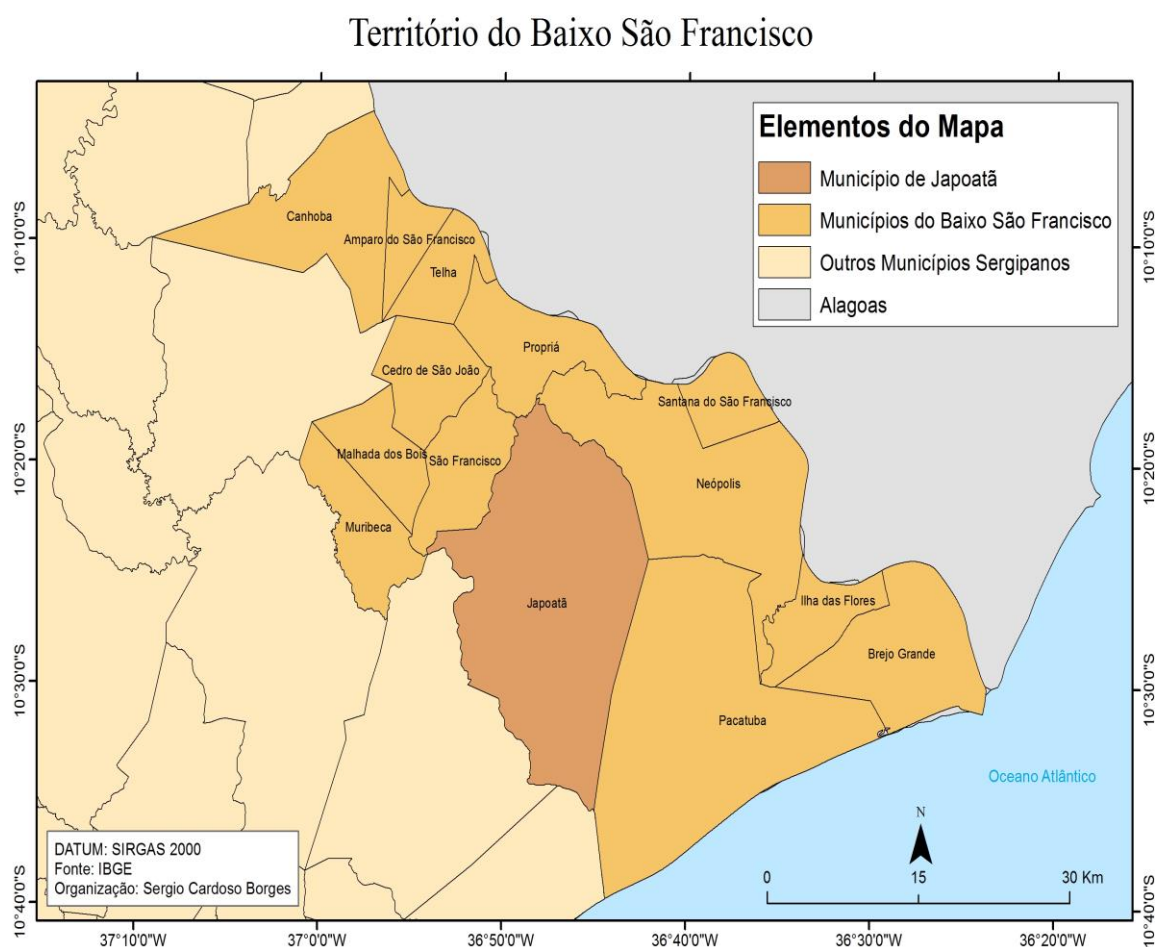 Território do Baixo São Francisco
Elementos do Mapa
Município de Japoatã
Municípios do Baixo São Francisco
Outros Municípios Sergipanos
Alagoas
Canhoba
Amparo do São Francisco
Telha
Propriá
Cedro de São João
Santana do São Francisco
Malhada dos Bois
São Francisco
Neópolis
Muribeca
Japoatã
Ilha das Flores
Brejo Grande
Pacatuba
Oceano Atlântico
N
0 15 30 Km
DATUM: SIRGAS 2000
Fonte: IBGE
Organização: Sergio Cardoso Borges
10°10'0"S
10°20'0"S
10°30'0"S
10°40'0"S
10°10'0"S
10°20'0"S
10°30'0"S
10°40'0"S
37°10'0"W 37°00'0"W 36°50'0"W 36°40'0"W 36°30'0"W 36°20'0"W